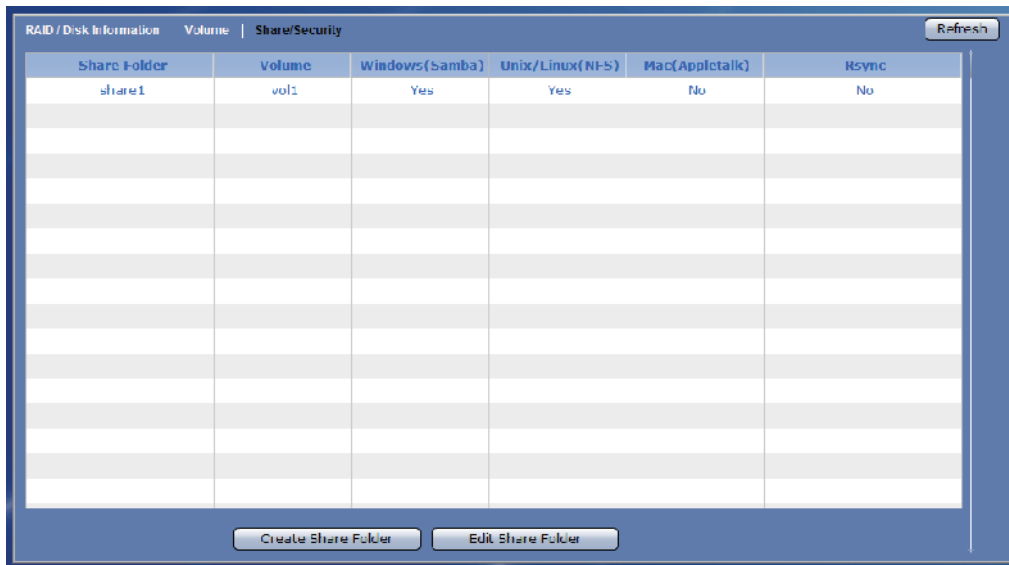 RAID / Disk Information Volume | Share/Security Refresh
Share Folder Volume Windows(Samba) Unix/Linux(NFS) Mac(Appletalk) Rsync
share1 vol1 Yes Yes No No
Create Share Folder Edit Share Folder